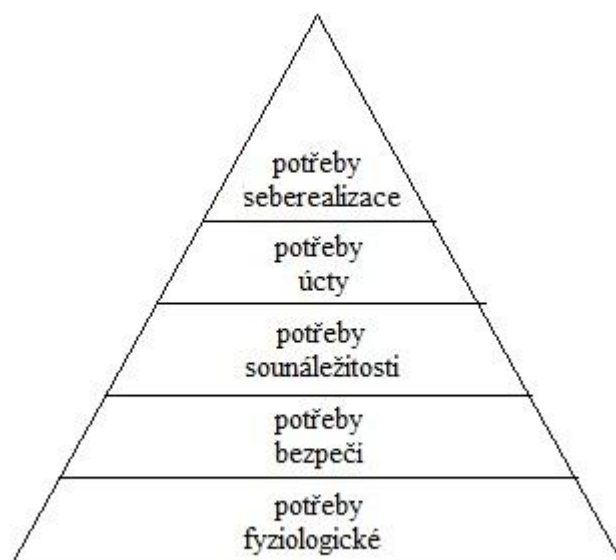 potřeby
seberealizace
potřeby
úcty
potřeby
sounáležitosti
potřeby
bezpečí
potřeby
fyziologické